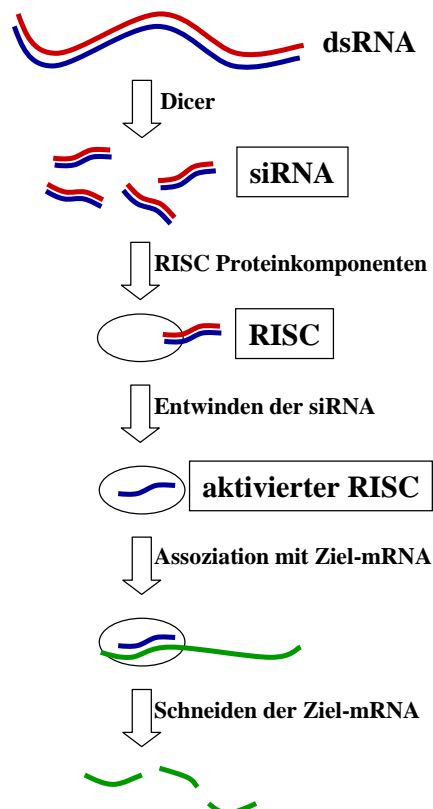 dsRNA
Dicer
siRNA
RISC Proteinkomponenten
RISC
Entwinden der siRNA
aktivierter RISC
Assoziation mit Ziel-mRNA
Schneiden der Ziel-mRNA